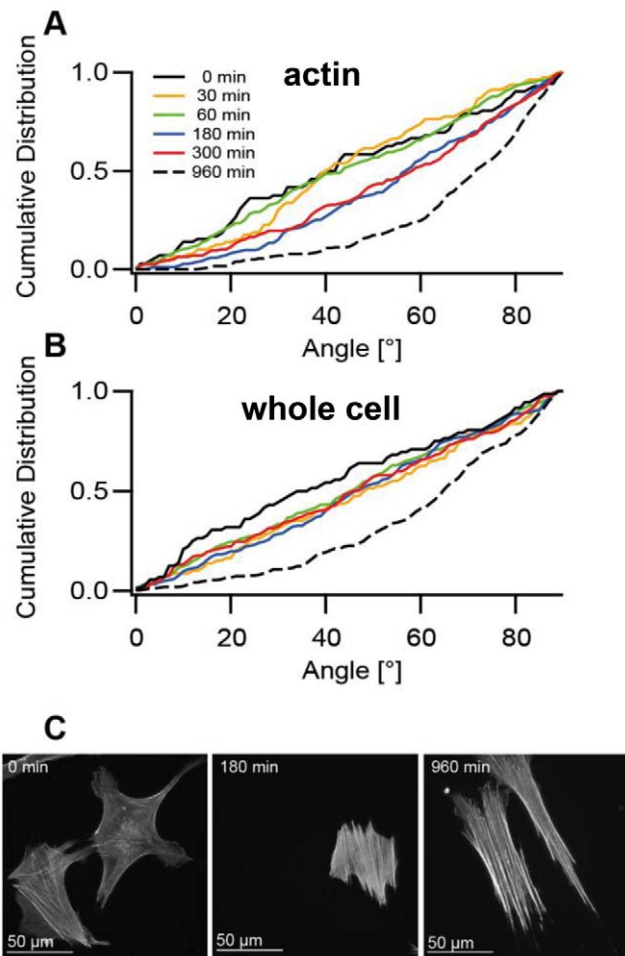 A
actin
Cumulative Distribution
1.0
0.5
0.0
0 min
30 min
60 min
180 min
300 min
960 min
0 20 40 60 80
Angle [°]
B
whole cell
Cumulative Distribution
1.0
0.5
0.0
0 20 40 60 80
Angle [°]
C
0 min
50 µm
180 min
50 µm
960 min
50 µm